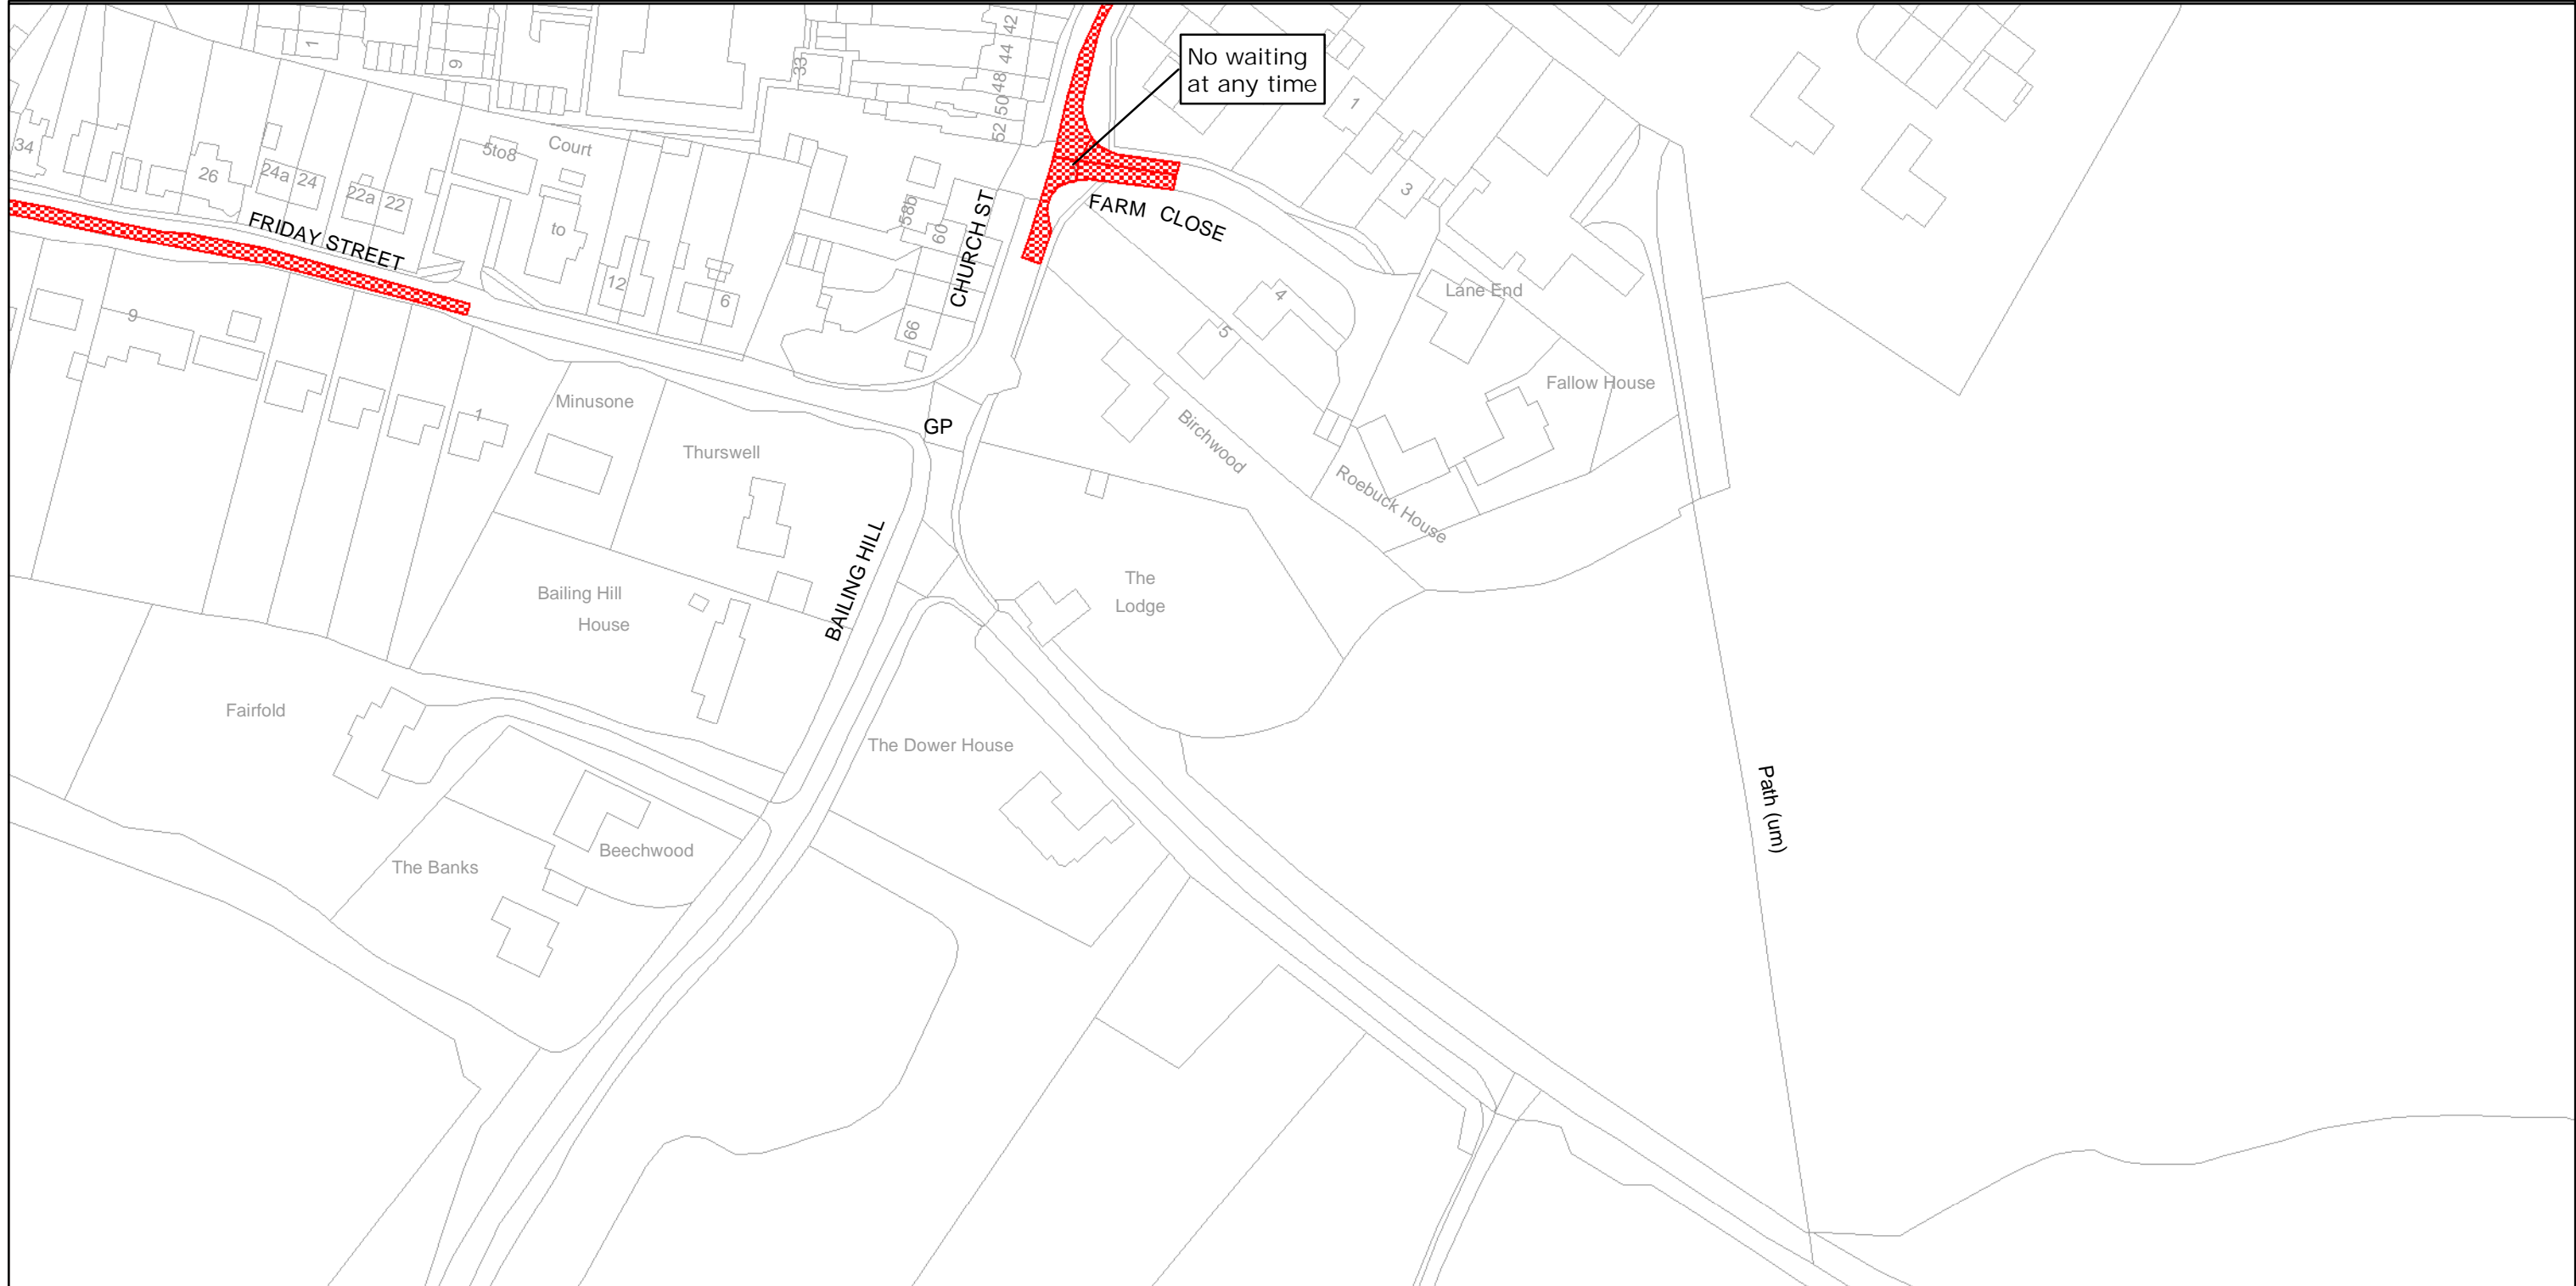 No waiting
at any time
1
9
33
42
44
48
50
52
34
26
24a
24
22a
22
5to8
Court
to
12
6
58b
60
66
FRIDAY STREET
CHURCH ST
FARM CLOSE
1
3
4
5
Lane End
Fallow House
Birchwood
Roebuck House
9
1
Minusone
Thurswell
GP
BAILING HILL
Bailing Hill
House
The
Lodge
Fairfold
The Dower House
The Banks
Beechwood
Path (um)